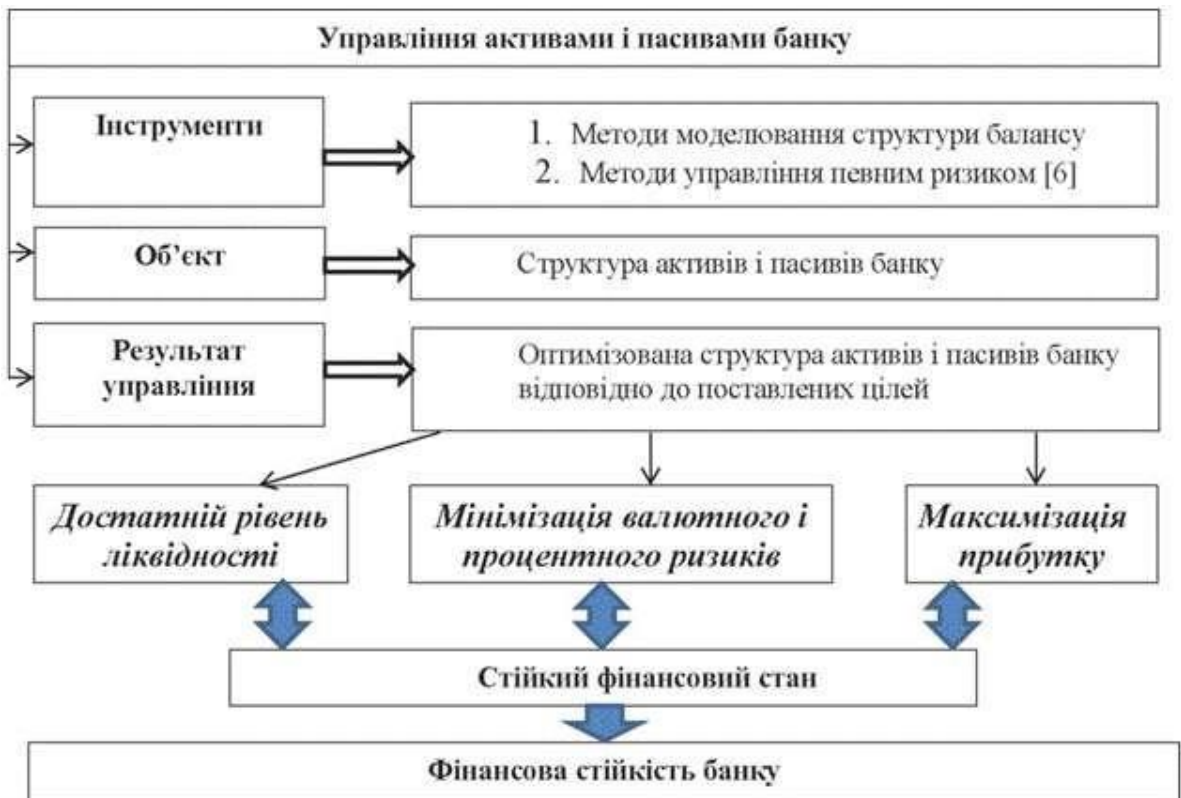 Управління активами і пасивами банку
Інструменти
1. Методи моделювання структури балансу
2. Методи управління певним ризиком [6]
Об’єкт
Структура активів і пасивів банку
Результат
управління
Оптимізована структура активів і пасивів банку
відповідно до поставлених цілей
Достатній рівень
ліквідності
Мінімізація валютного і
процентного ризиків
Максимізація
прибутку
Стійкий фінансовий стан
Фінансова стійкість банку